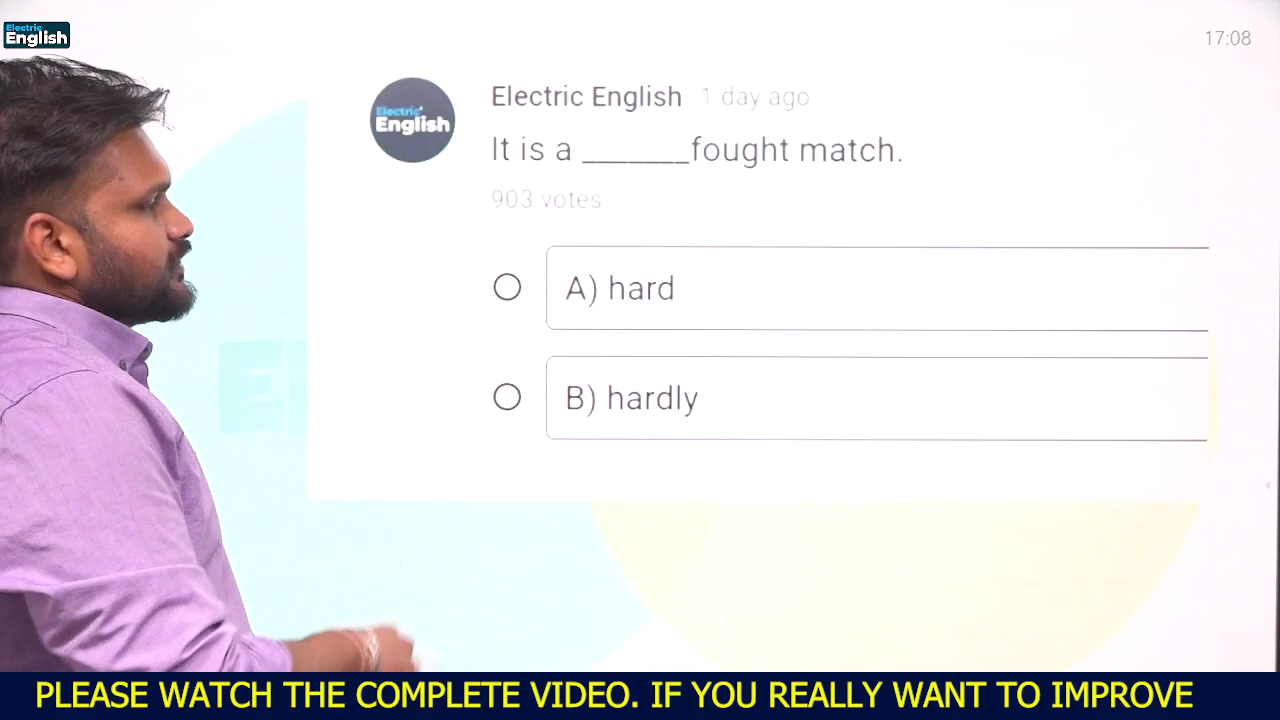 Electric
English
17:08
Electric English 1 day ago
Electric
English
It is a _______fought match.
903 votes
A) hard
B) hardly
PLEASE WATCH THE COMPLETE VIDEO. IF YOU REALLY WANT TO IMPROVE